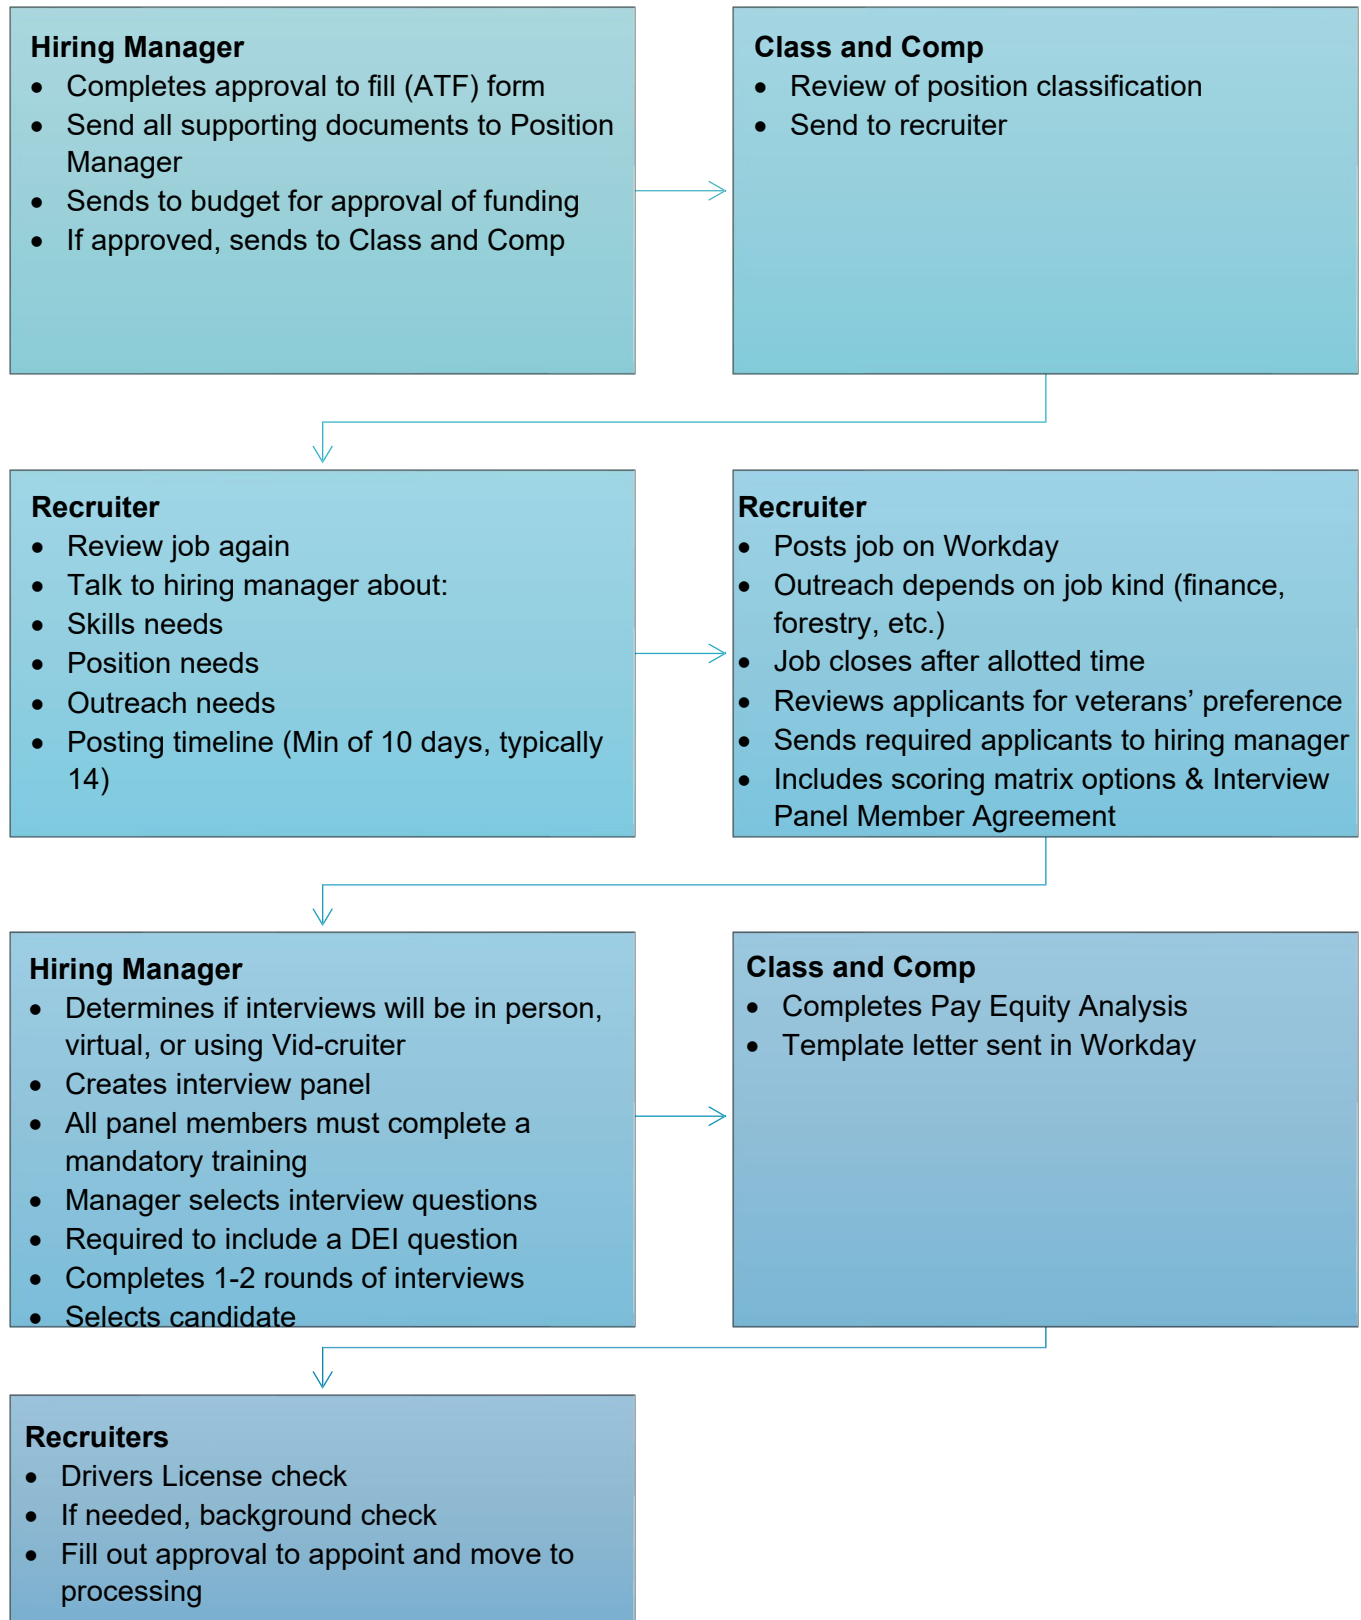 Hiring Manager
• Completes approval to fill (ATF) form
• Send all supporting documents to Position
Manager
• Sends to budget for approval of funding
• If approved, sends to Class and Comp
Class and Comp
• Review of position classification
• Send to recruiter
Recruiter
• Review job again
• Talk to hiring manager about:
• Skills needs
• Position needs
• Outreach needs
• Posting timeline (Min of 10 days, typically
14)
Recruiter
• Posts job on Workday
• Outreach depends on job kind (finance,
forestry, etc.)
• Job closes after allotted time
• Reviews applicants for veterans’ preference
• Sends required applicants to hiring manager
• Includes scoring matrix options & Interview
Panel Member Agreement
Hiring Manager
• Determines if interviews will be in person,
virtual, or using Vid-cruiter
• Creates interview panel
• All panel members must complete a
mandatory training
• Manager selects interview questions
• Required to include a DEI question
• Completes 1-2 rounds of interviews
• Selects candidate
Class and Comp
• Completes Pay Equity Analysis
• Template letter sent in Workday
Recruiters
• Drivers License check
• If needed, background check
• Fill out approval to appoint and move to
processing